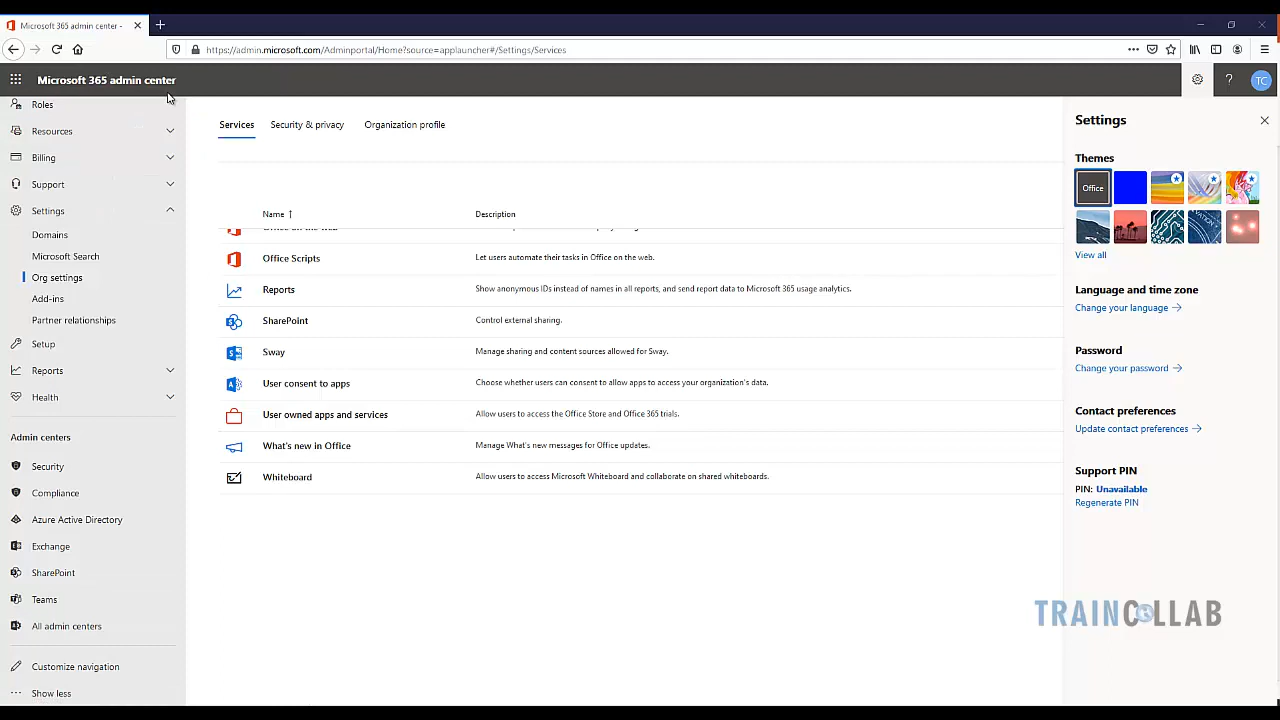 Microsoft 365 admin center -
https://admin.microsoft.com/Adminportal/Home?source=applauncher#/Settings/Services
Microsoft 365 admin center
?
TC
Roles
Resources
Billing
Support
Settings
Domains
Microsoft Search
Org settings
Add-ins
Partner relationships
Setup
Reports
Health
Admin centers
Security
Compliance
Azure Active Directory
Exchange
SharePoint
Teams
All admin centers
Customize navigation
Show less
Services Security & privacy Organization profile
Name ↑ Description
Office Scripts Let users automate their tasks in Office on the web.
Reports Show anonymous IDs instead of names in all reports, and send report data to Microsoft 365 usage analytics.
SharePoint Control external sharing.
Sway Manage sharing and content sources allowed for Sway.
User consent to apps Choose whether users can consent to allow apps to access your organization's data.
User owned apps and services Allow users to access the Office Store and Office 365 trials.
What's new in Office Manage What's new messages for Office updates.
Whiteboard Allow users to access Microsoft Whiteboard and collaborate on shared whiteboards.
Settings
Themes
Office
View all
Language and time zone
Change your language →
Password
Change your password →
Contact preferences
Update contact preferences →
Support PIN
PIN: Unavailable
Regenerate PIN
TRAINCOLLAB